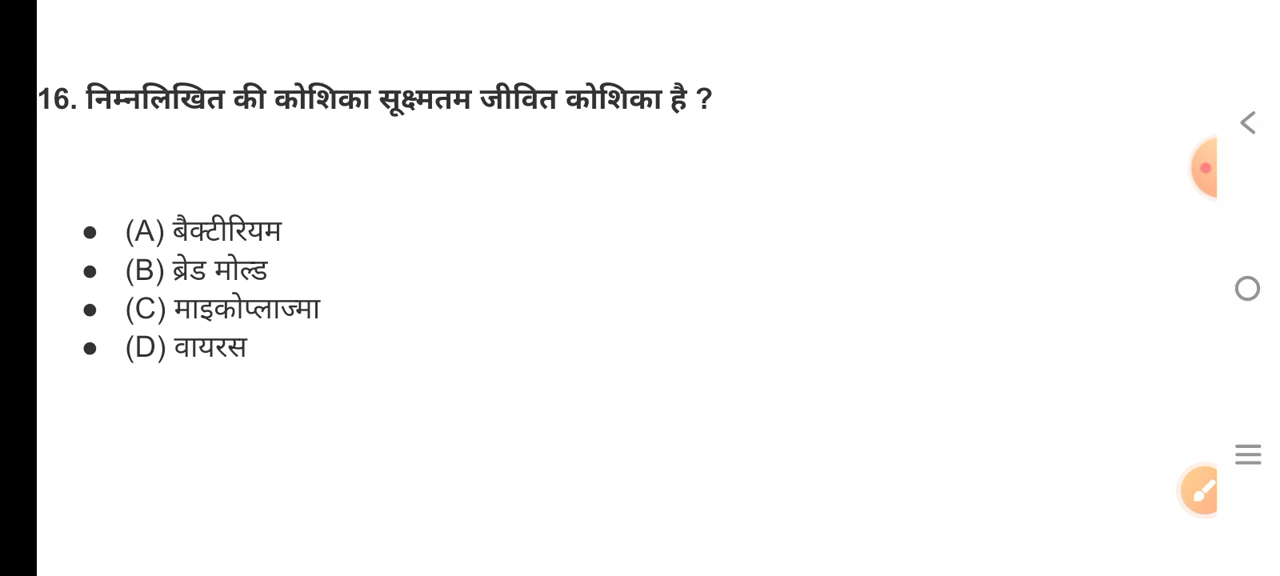 16. निम्नलिखित की कोशिका सूक्ष्मतम जीवित कोशिका है ?
• (A) बैक्टीरियम
• (B) ब्रेड मोल्ड
• (C) माइकोप्लाज्मा
• (D) वायरस